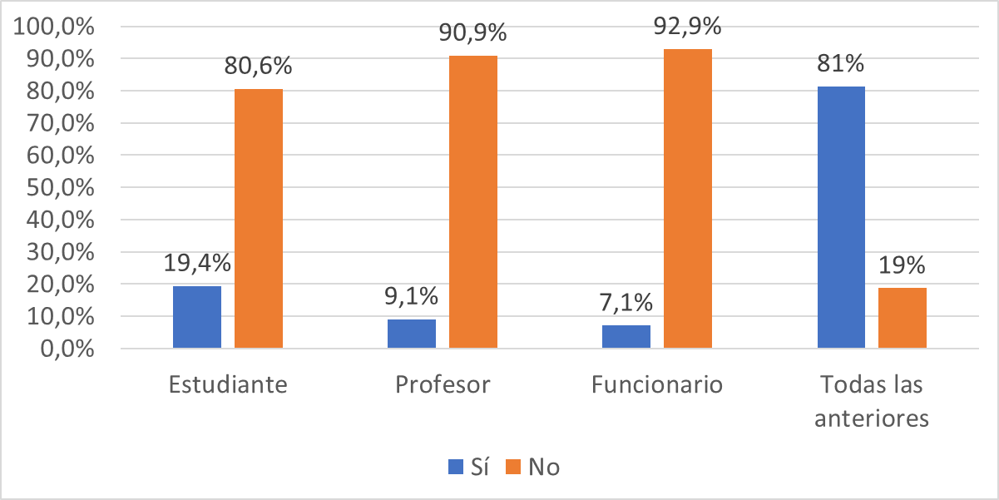 100,0%
90,0%
80,0%
70,0%
60,0%
50,0%
40,0%
30,0%
20,0%
10,0%
0,0%
19,4%
80,6%
9,1%
90,9%
7,1%
92,9%
81%
19%
Estudiante
Profesor
Funcionario
Todas las
anteriores
Sí
No